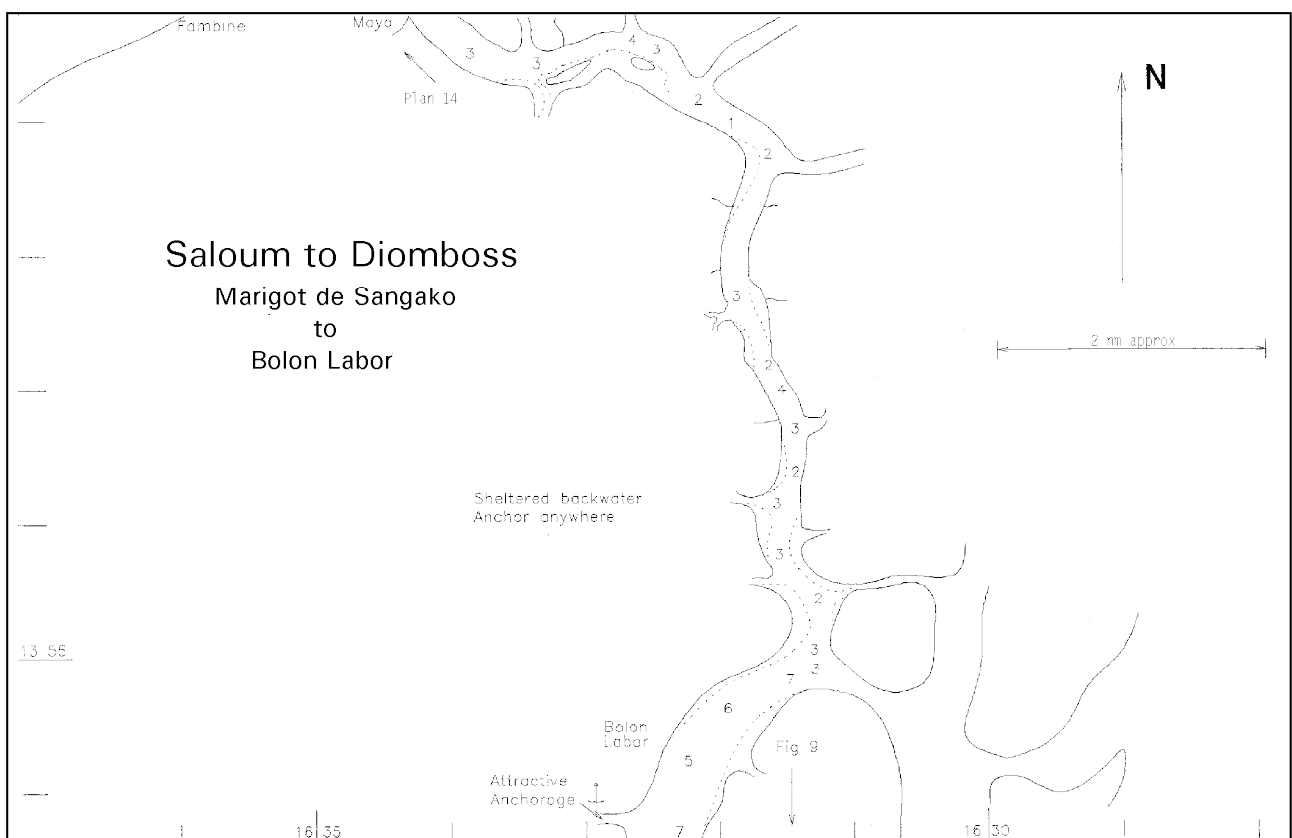 Fambine
Moya
4
3
3
3
Plan 14
N
2
1
2
Saloum to Diomboss
Marigot de Sangako
to
Bolon Labor
3
2 nm approx
2
4
3
2
Sheltered backwater
Anchor anywhere
3
3
2
13 55
3
3
7
6
Bolon
Labor
Fig 9
5
Attractive
Anchorage
7
16 35
16 30